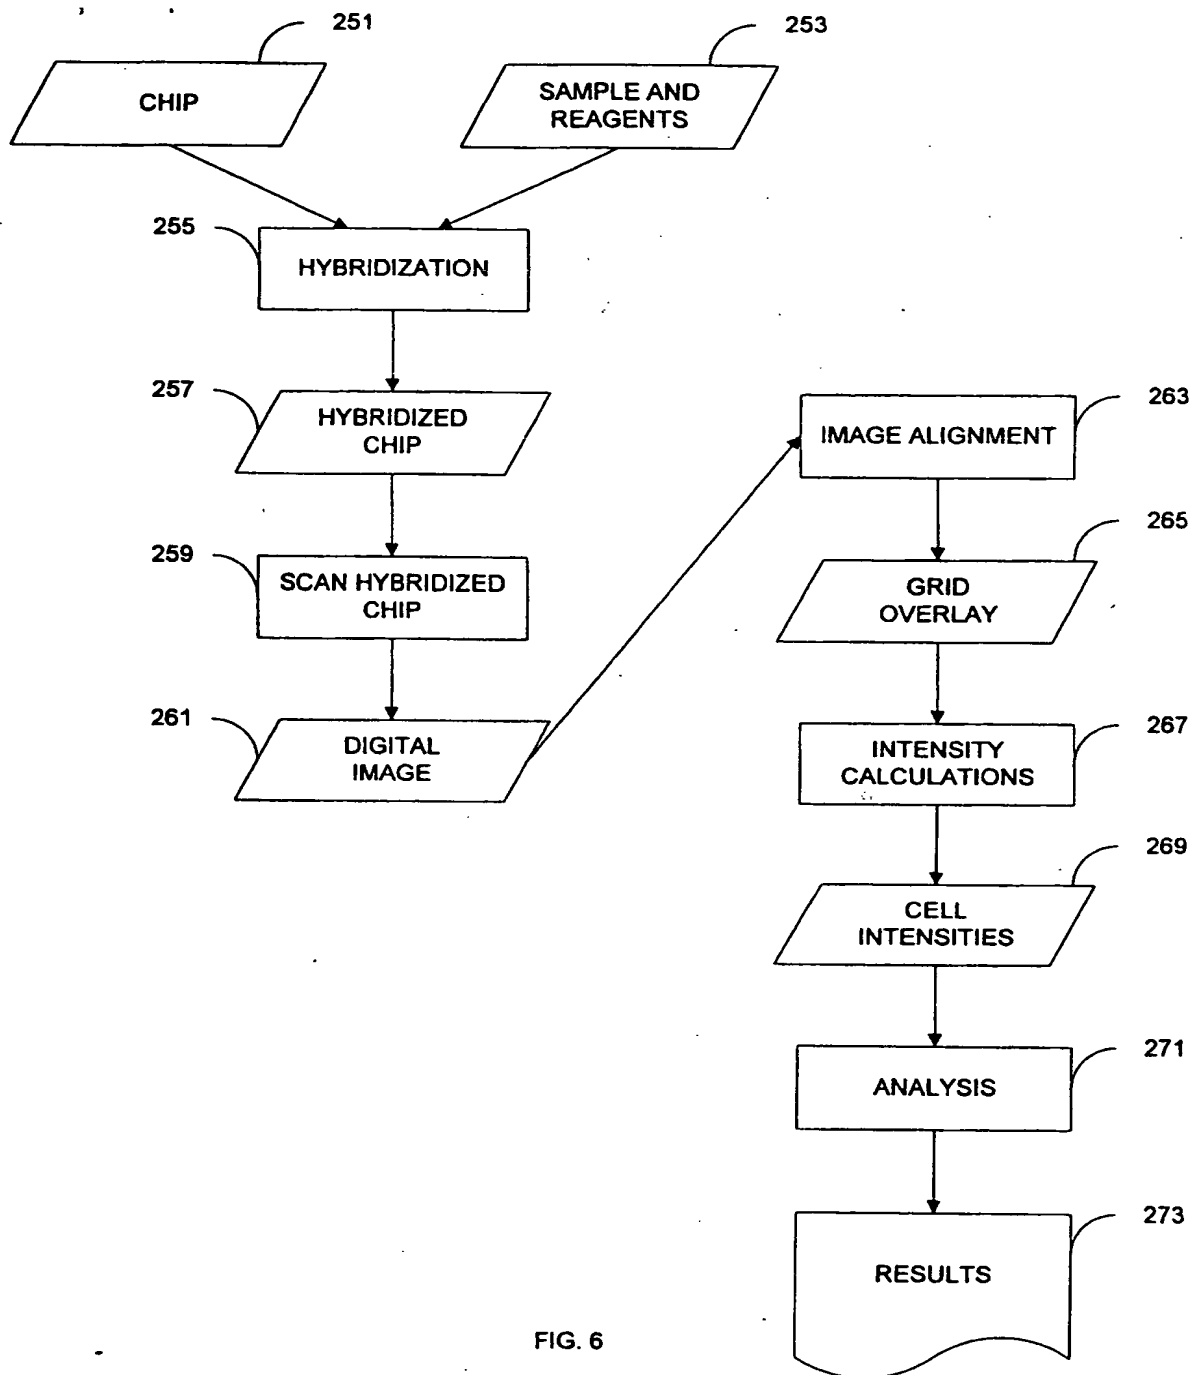 251
CHIP
253
SAMPLE AND
REAGENTS
255
HYBRIDIZATION
257
HYBRIDIZED
CHIP
259
SCAN HYBRIDIZED
CHIP
261
DIGITAL
IMAGE
263
IMAGE ALIGNMENT
265
GRID
OVERLAY
267
INTENSITY
CALCULATIONS
269
CELL
INTENSITIES
271
ANALYSIS
273
RESULTS
FIG. 6